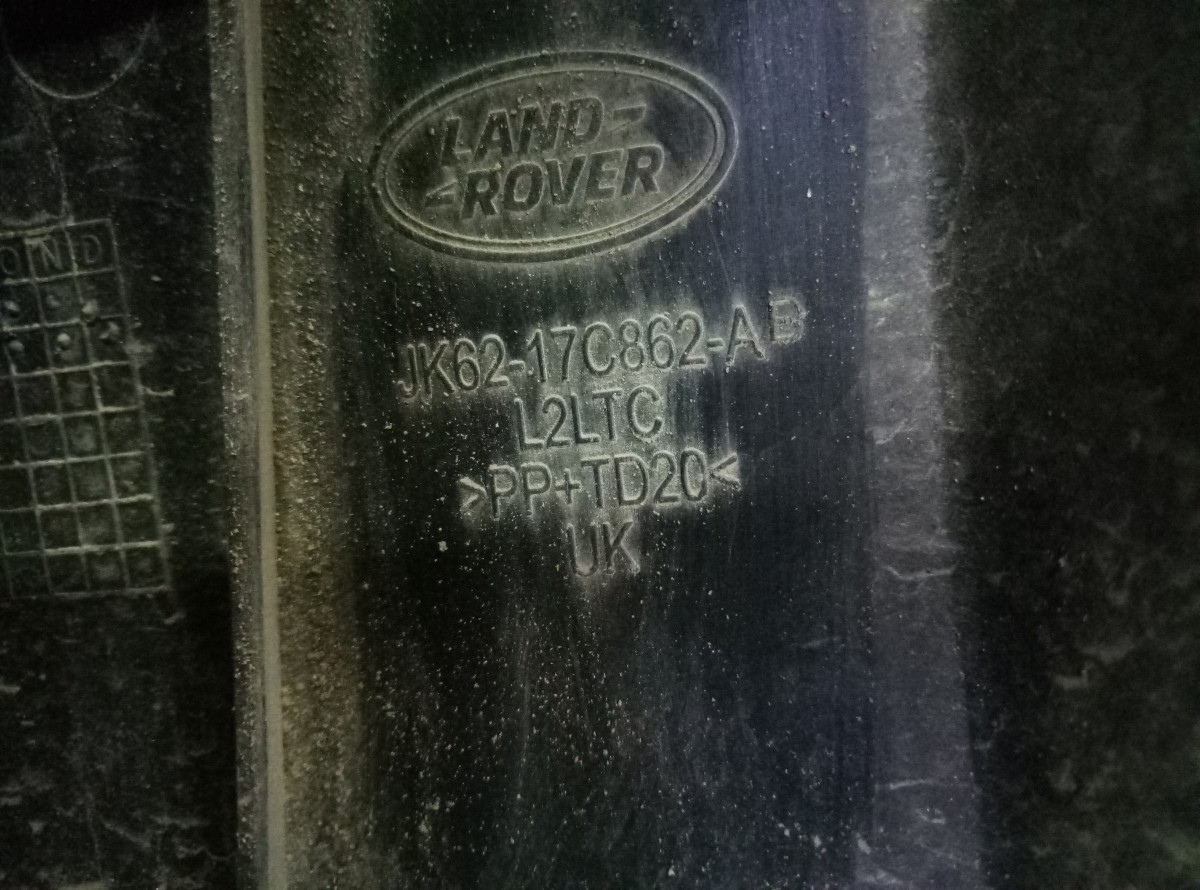 LAND
ROVER
O N D
JK62-17C862-AB
L2LTC
>PP+TD20<
UK